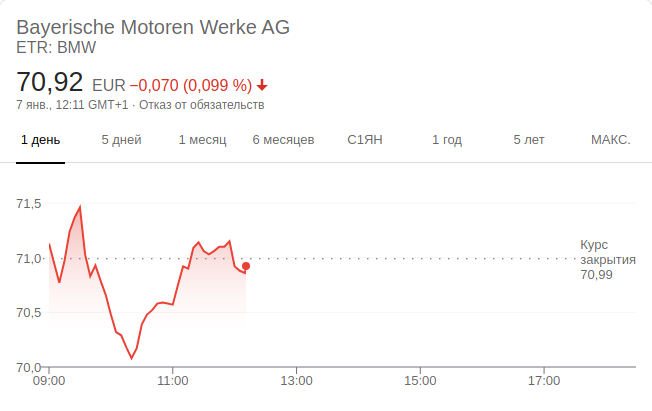 Bayerische Motoren Werke AG
ETR: BMW
70,92 EUR −0,070 (0,099 %)
7 янв., 12:11 GMT+1 · Отказ от обязательств
1 день 5 дней 1 месяц 6 месяцев С1ЯН 1 год 5 лет МАКС.
71,5
Курс
71,0 закрытия
70,99
70,5
70,0
09:00 11:00 13:00 15:00 17:00